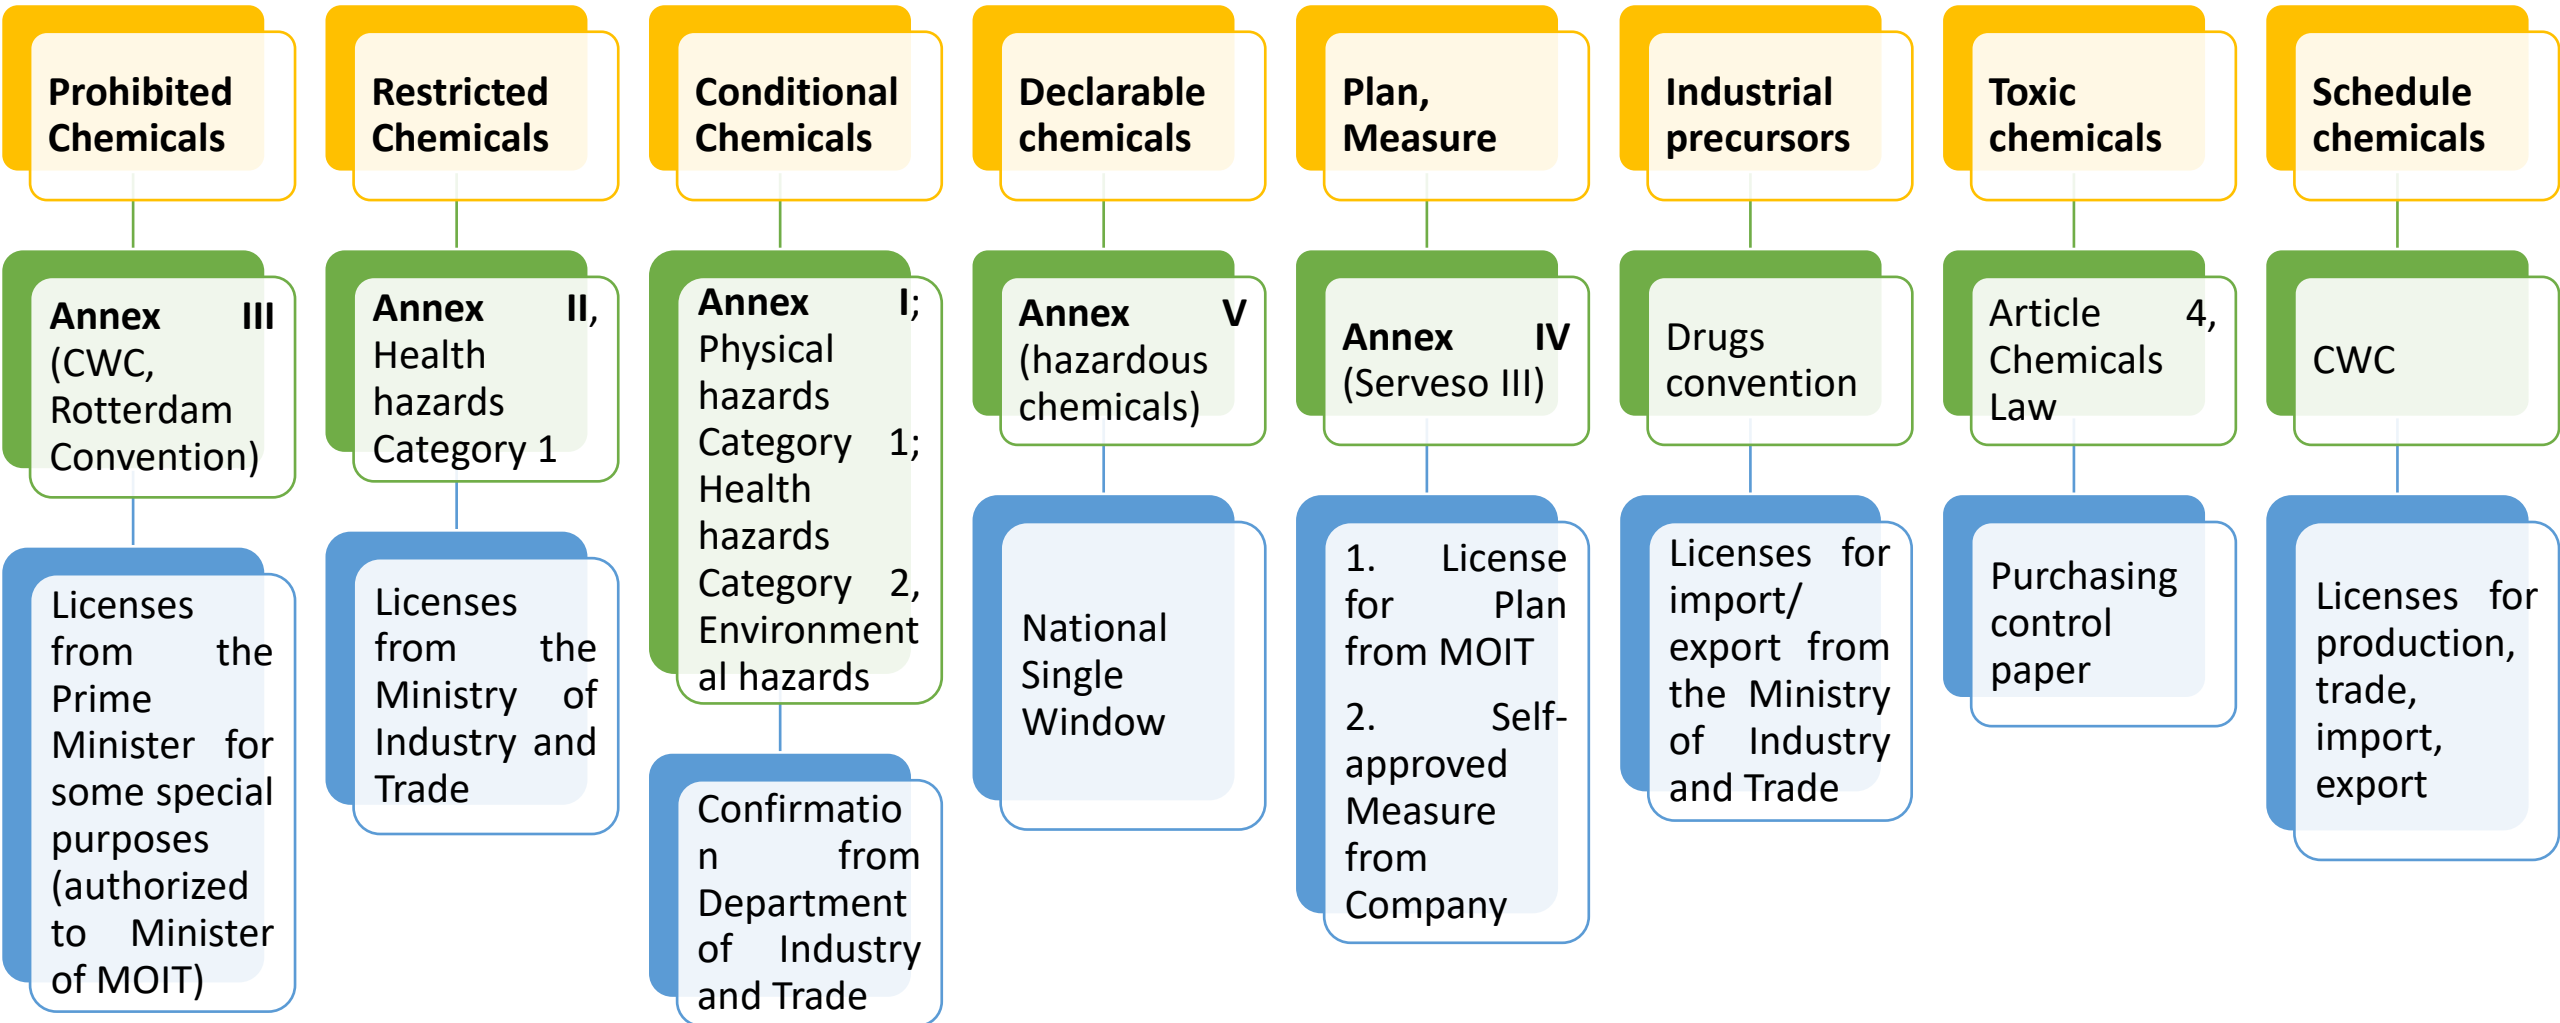 Prohibited
Chemicals
Annex III
(CWC,
Rotterdam
Convention)
Licenses
from the
Prime
Minister for
some special
purposes
(authorized
to Minister
of MOIT)
Restricted
Chemicals
Annex II,
Health
hazards
Category 1
Licenses
from the
Ministry of
Industry and
Trade
Conditional
Chemicals
Annex I;
Physical
hazards
Category 1;
Health
hazards
Category 2,
Environment
al hazards
Confirmatio
n from
Department
of Industry
and Trade
Declarable
chemicals
Annex V
(hazardous
chemicals)
National
Single
Window
Plan,
Measure
Annex IV
(Serveso III)
1. License
for Plan
from MOIT
2. Self-
approved
Measure
from
Company
Industrial
precursors
Drugs
convention
Licenses for
import/
export from
the Ministry
of Industry
and Trade
Toxic
chemicals
Article 4,
Chemicals
Law
Purchasing
control
paper
Schedule
chemicals
CWC
Licenses for
production,
trade,
import,
export